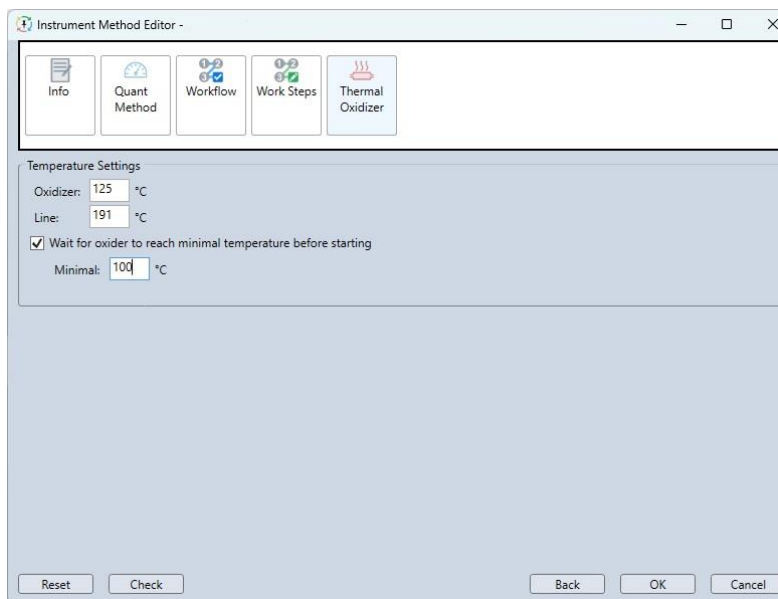 Instrument Method Editor -
Info
Quant
Method
Workflow
Work Steps
Thermal
Oxidizer
Temperature Settings
Oxidizer: 125 °C
Line: 191 °C
Wait for oxider to reach minimal temperature before starting
Minimal: 100 °C
Reset Check Back OK Cancel